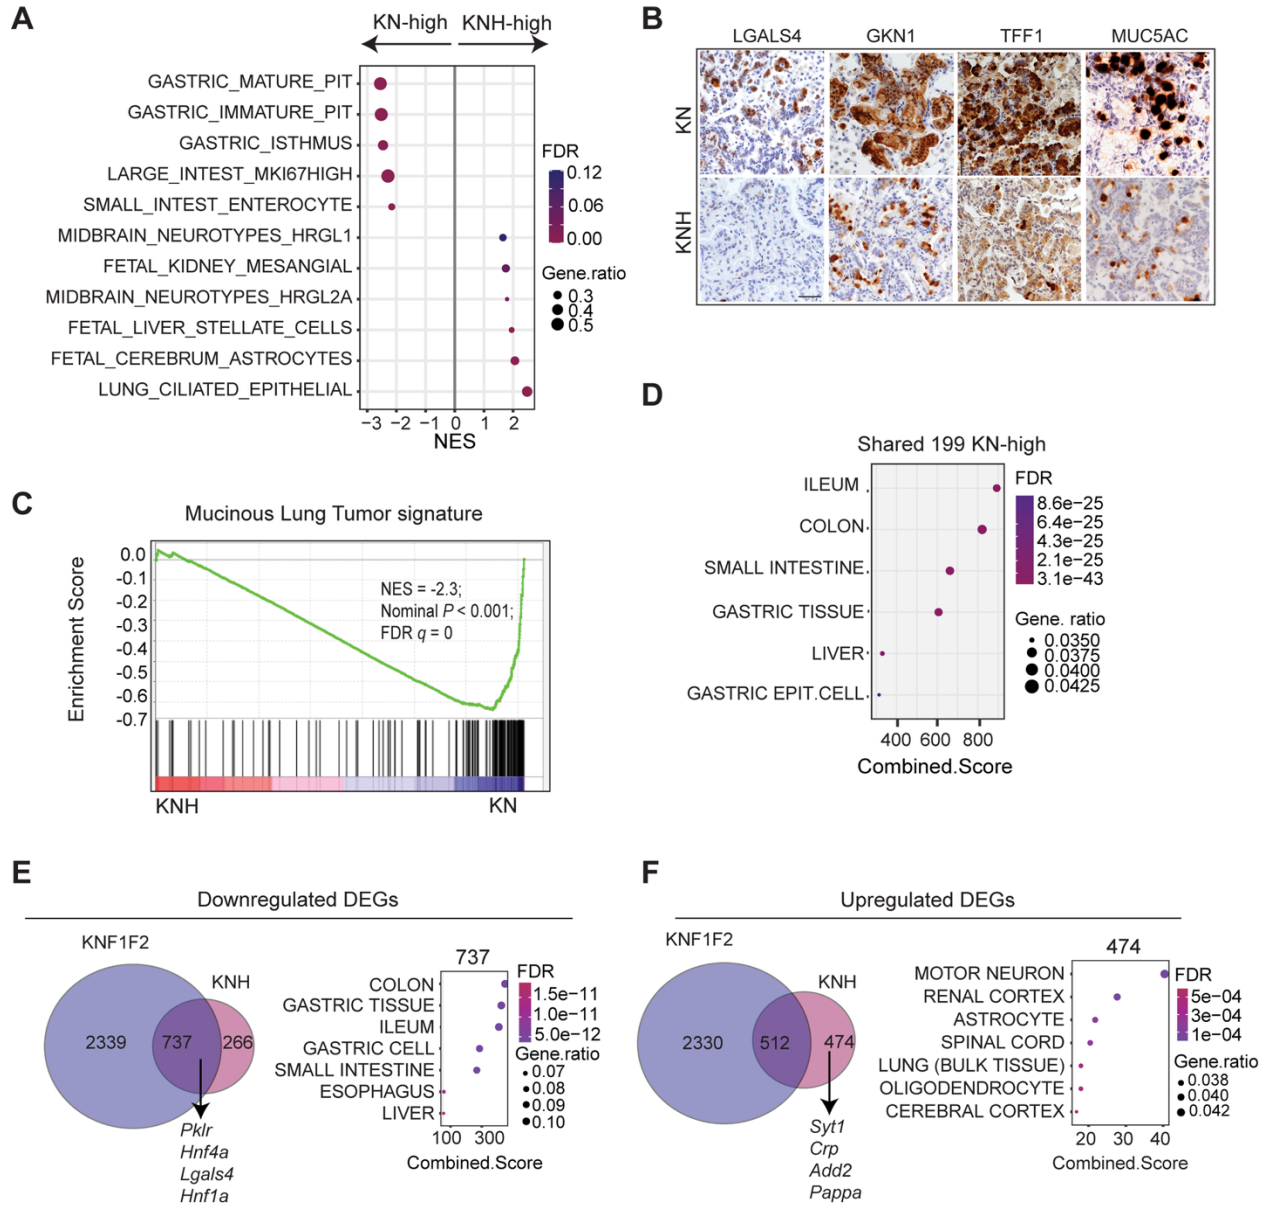 A
KN-high KNH-high
GASTRIC_MATURE_PIT
GASTRIC_IMMATURE_PIT
GASTRIC_ISTHMUS
LARGE_INTEST_MKI67HIGH
SMALL_INTEST_ENTEROCYTE
MIDBRAIN_NEUROTYPES_HRGL1
FETAL_KIDNEY_MESANGIAL
MIDBRAIN_NEUROTYPES_HRGL2A
FETAL_LIVER_STELLATE_CELLS
FETAL_CEREBRUM_ASTROCYTES
LUNG_CILIATED_EPITHELIAL
−3 −2 −1 0 1 2
NES
FDR
0.12
0.06
0.00
Gene.ratio
0.3
0.4
0.5
B
LGALS4 GKN1 TFF1 MUC5AC
KN
KNH
C
Mucinous Lung Tumor signature
Enrichment Score
0.0
-0.1
-0.2
-0.3
-0.4
-0.5
-0.6
-0.7
NES = -2.3;
Nominal P < 0.001;
FDR q = 0
KNH KN
D
Shared 199 KN-high
ILEUM
COLON
SMALL INTESTINE
GASTRIC TISSUE
LIVER
GASTRIC EPIT.CELL
400 600 800
Combined.Score
FDR
8.6e−25
6.4e−25
4.3e−25
2.1e−25
3.1e−43
Gene. ratio
0.0350
0.0375
0.0400
0.0425
E
Downregulated DEGs
KNF1F2
KNH
2339 737 266
Pklr
Hnf4a
Lgals4
Hnf1a
737
COLON
GASTRIC TISSUE
ILEUM
GASTRIC CELL
SMALL INTESTINE
ESOPHAGUS
LIVER
100 300
Combined.Score
FDR
1.5e−11
1.0e−11
5.0e−12
Gene.ratio
0.07
0.08
0.09
0.10
F
Upregulated DEGs
KNF1F2
KNH
2330 512 474
Syt1
Crp
Add2
Pappa
474
MOTOR NEURON
RENAL CORTEX
ASTROCYTE
SPINAL CORD
LUNG (BULK TISSUE)
OLIGODENDROCYTE
CEREBRAL CORTEX
20 30 40
Combined.Score
FDR
5e−04
3e−04
1e−04
Gene.ratio
0.038
0.040
0.042